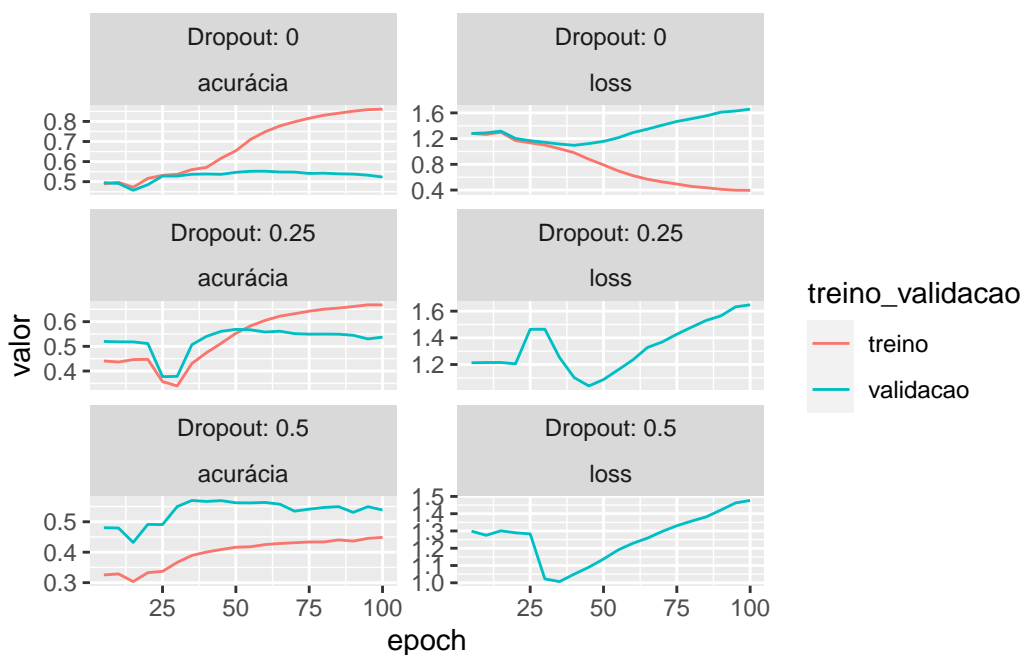 Dropout: 0
acurácia
0.8
0.7
0.6
0.5
Dropout: 0
loss
1.6
1.2
0.8
0.4
Dropout: 0.25
acurácia
0.6
0.5
0.4
Dropout: 0.25
loss
1.6
1.4
1.2
Dropout: 0.5
acurácia
0.5
0.4
0.3
25 50 75 100
Dropout: 0.5
loss
1.5
1.4
1.3
1.2
1.1
1.0
25 50 75 100
valor
epoch
treino_validacao
treino
validacao